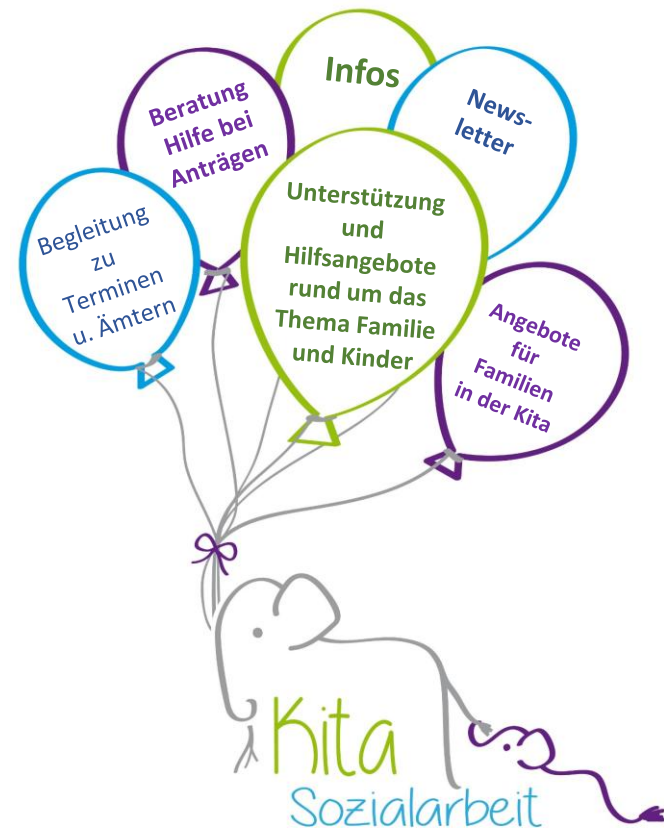 Infos
Beratung
Hilfe bei
Anträgen
News-
letter
Begleitung
zu
Terminen
u. Ämtern
Unterstützung
und
Hilfsangebote
rund um das
Thema Familie
und Kinder
Angebote
für
Familien
in der Kita
Kita
Sozialarbeit